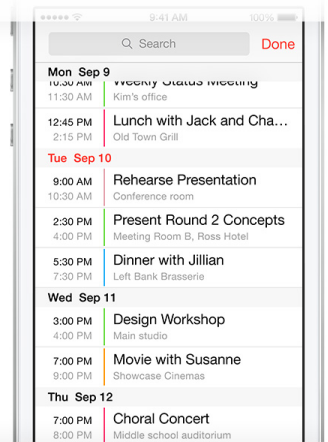 9:41 AM 100%
Search Done
Mon Sep 9
10:30 AM Weekly Status Meeting
11:30 AM Kim's office
12:45 PM Lunch with Jack and Cha…
2:15 PM Old Town Grill
Tue Sep 10
9:00 AM Rehearse Presentation
10:30 AM Conference room
2:30 PM Present Round 2 Concepts
4:00 PM Meeting Room B, Ross Hotel
5:30 PM Dinner with Jillian
7:30 PM Left Bank Brasserie
Wed Sep 11
3:00 PM Design Workshop
4:00 PM Main studio
7:00 PM Movie with Susanne
9:00 PM Showcase Cinemas
Thu Sep 12
7:00 PM Choral Concert
8:00 PM Middle school auditorium